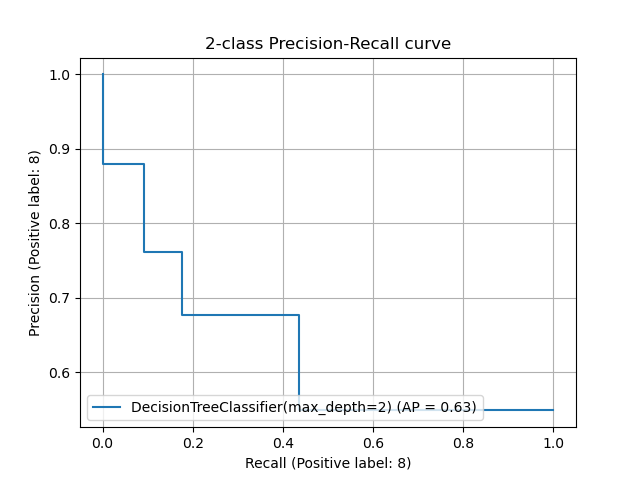 2-class Precision-Recall curve
Precision (Positive label: 8)
1.0
0.9
0.8
0.7
0.6
DecisionTreeClassifier(max_depth=2) (AP = 0.63)
0.0 0.2 0.4 0.6 0.8 1.0
Recall (Positive label: 8)